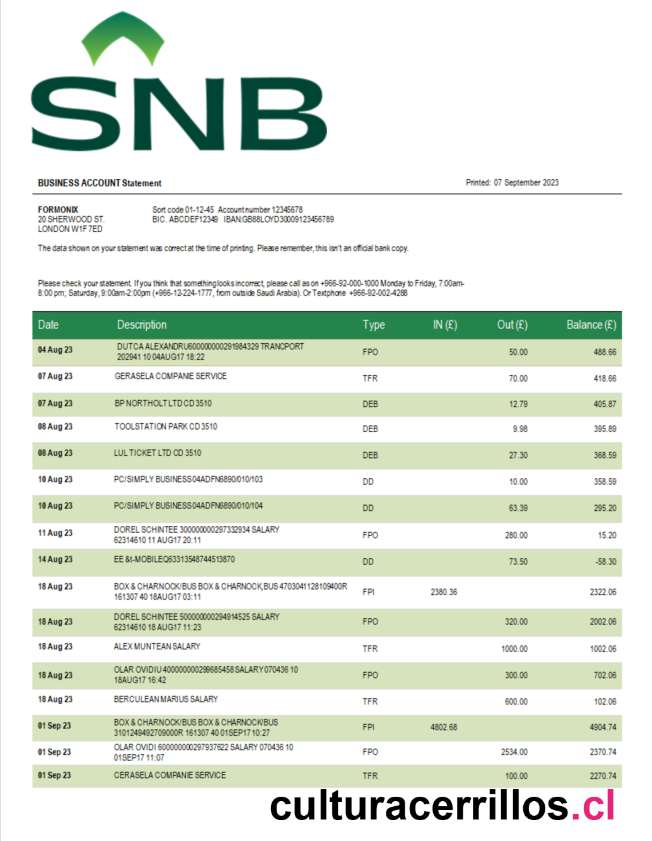 SNB
BUSINESS ACCOUNT Statement
Printed: 07 September 2023
FORMONIX
20 SHERWOOD ST.
LONDON W1F 7ED
Sort code 01-12-45 Account number 12345678
BIC. ABCDEF12349 IBAN:GB88LOYD30009123456789
The data shown on your statement was correct at the time of printing. Please remember, this isn't an official bank copy.
Please check your statement. If you think that something looks incorrect, please call as on +966-92-000-1000 Monday to Friday, 7:00am-
8:00 pm; Saturday, 9:00am-2:00pm (+966-12-224-1777, from outside Saudi Arabia). Or Textphone +966-92-002-4288
Date Description Type IN (£) Out (£) Balance (£)
04 Aug 23 DUTCA ALEXANDRU600000000291984329 TRANCPORT
202941 10 04AUG17 18:22 FPO 50.00 488.66
07 Aug 23 GERASELA COMPANIE SERVICE TFR 70.00 418.66
07 Aug 23 BP NORTHOLT LTD CD 3510 DEB 12.79 405.87
08 Aug 23 TOOLSTATION PARK CD 3510 DEB 9.98 395.89
08 Aug 23 LUL TICKET LTD CD 3510 DEB 27.30 368.59
10 Aug 23 PC/SIMPLY BUSINESS04ADFN6890/010/103 DD 10.00 358.59
10 Aug 23 PC/SIMPLY BUSINESS04ADFN6890/010/104 DD 63.39 295.20
11 Aug 23 DOREL SCHINTEE 300000000297332934 SALARY
62314610 11 AUG17 20:11 FPO 280.00 15.20
14 Aug 23 EE &t-MOBILEQ63313548744513870 DD 73.50 -58.30
18 Aug 23 BOX & CHARNOCK/BUS BOX & CHARNOCK,BUS 4703041128109400R
161307 40 18AUG17 03:11 FPI 2380.36 2322.06
18 Aug 23 DOREL SCHINTEE 500000000294914525 SALARY
62314610 18 AUG17 11:23 FPO 320.00 2002.06
18 Aug 23 ALEX MUNTEAN SALARY TFR 1000.00 1002.06
18 Aug 23 OLAR OVIDIU 400000000299685458 SALARY 070436 10
18AUG17 16:42 FPO 300.00 702.06
18 Aug 23 BERCULEAN MARIUS SALARY TFR 600.00 102.06
01 Sep 23 BOX & CHARNOCK/BUS BOX & CHARNOCK/BUS
3101249492709000R 161307 40 01SEP17 10:27 FPI 4802.68 4904.74
01 Sep 23 OLAR OVIDI 600000000297937622 SALARY 070436 10
01SEP17 11:07 FPO 2534.00 2370.74
01 Sep 23 CERASELA COMPANIE SERVICE TFR 100.00 2270.74
culturacerrillos.cl